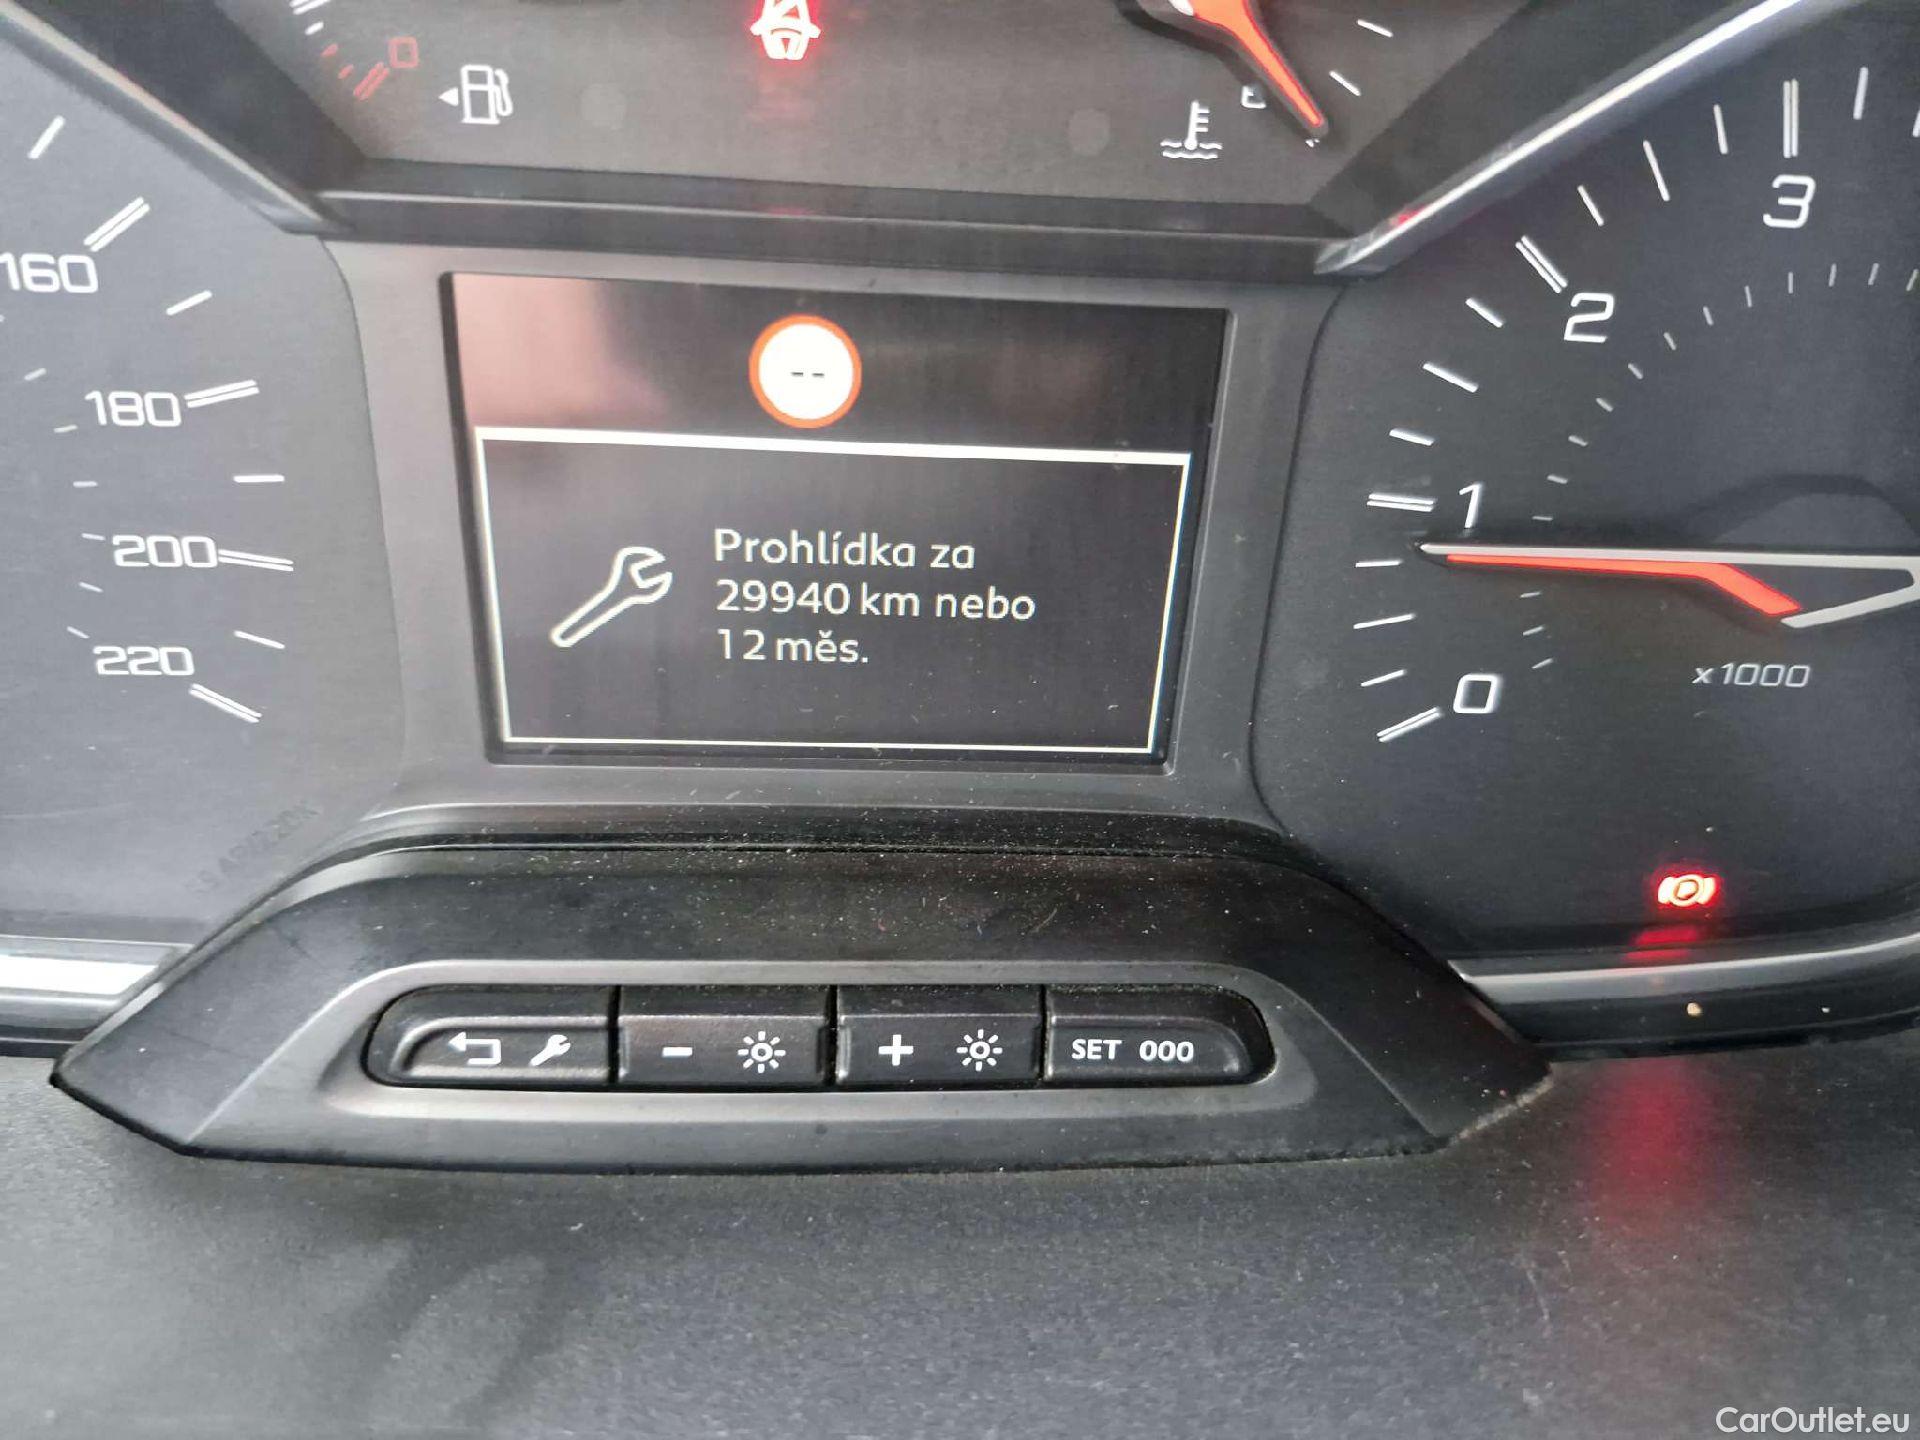 0
160
180
200
220
3
2
1
0
x1000
--
Prohlídka za
29940 km nebo
12 měs.
SET 000
CarOutlet.eu